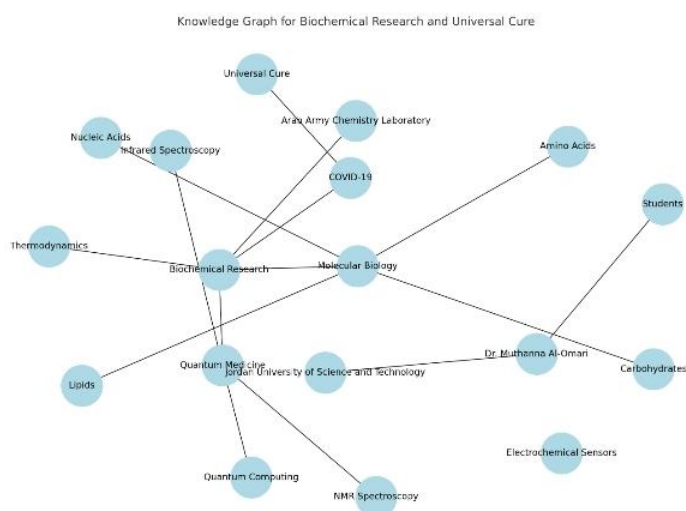 Knowledge Graph for Biochemical Research and Universal Cure
Universal Cure
Arab Army Chemistry Laboratory
Nucleic Acids
Infrared Spectroscopy
Amino Acids
COVID-19
Students
Thermodynamics
Biochemical Research
Molecular Biology
Quantum Medicine
Jordan University of Science and Technology
Dr. Muthanna Al-Omari
Carbohydrates
Lipids
Electrochemical Sensors
Quantum Computing
NMR Spectroscopy